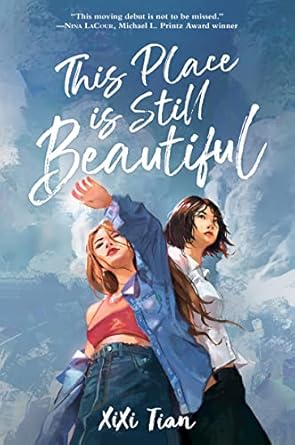 "This moving debut is not to be missed."
—Nina LaCour, Michael L. Printz Award winner
This Place
is Still
Beautiful
XiXi Tian